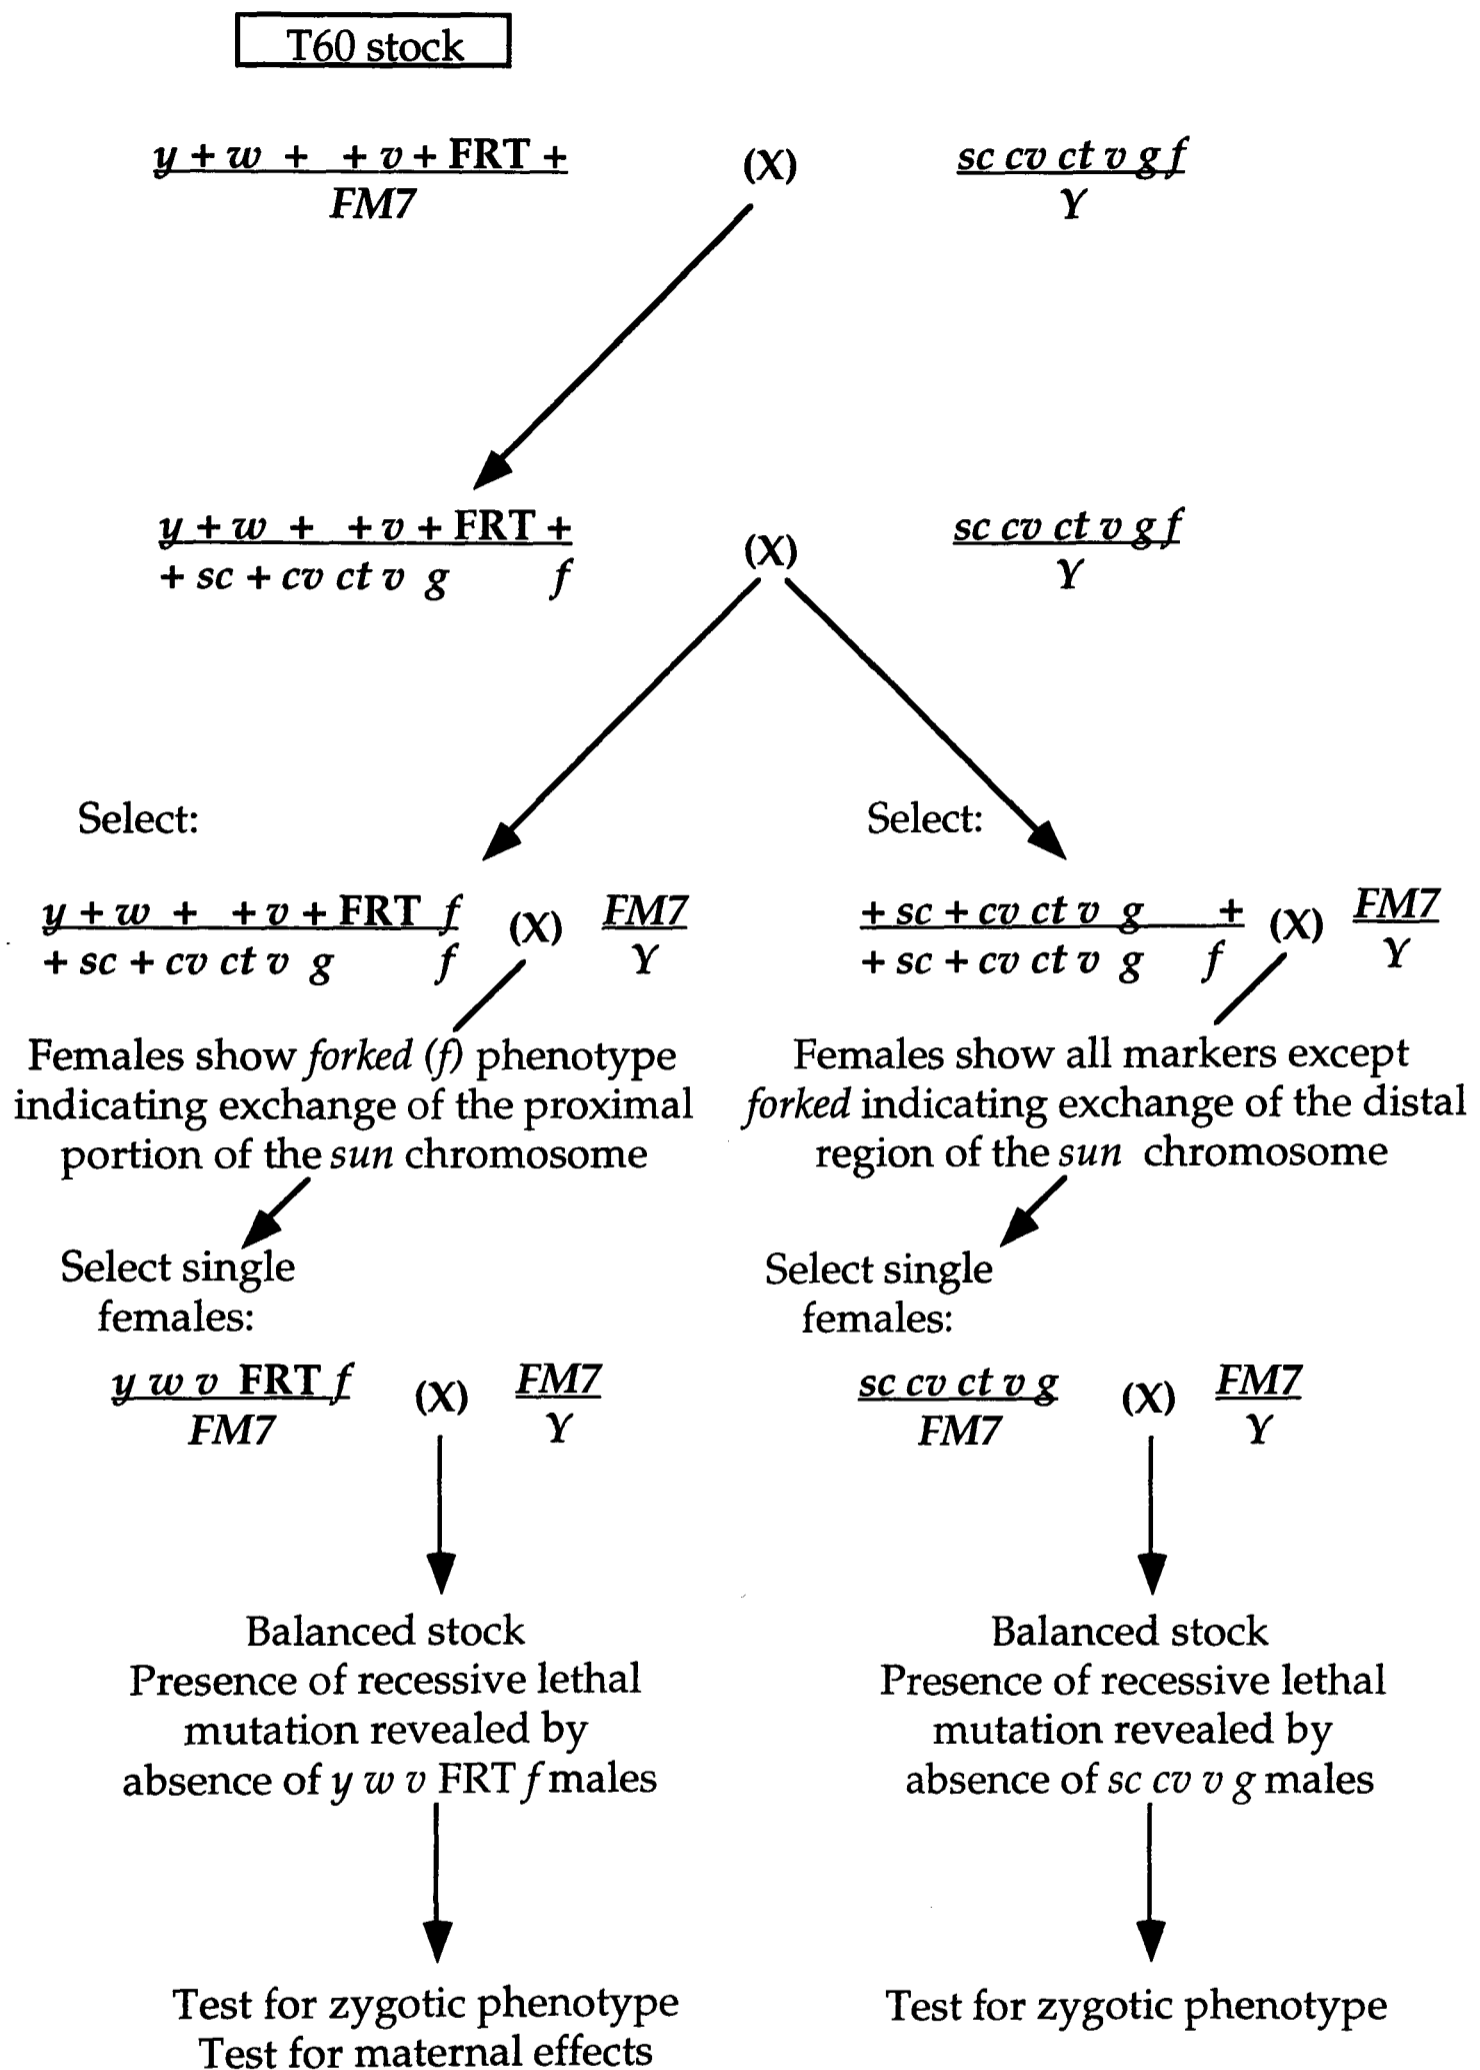 T60 stock
y + w + + v + FRT +
FM7
(X)
sc cv ct v g f
Y
y + w + + v + FRT +
+ sc + cv ct v g f
(X)
sc cv ct v g f
Y
Select:
y + w + + v + FRT f
+ sc + cv ct v g f
(X)
FM7
Y
Females show forked (f) phenotype
indicating exchange of the proximal
portion of the sun chromosome
Select single
females:
y w v FRT f
FM7
(X)
FM7
Y
Balanced stock
Presence of recessive lethal
mutation revealed by
absence of y w v FRT f males
Test for zygotic phenotype
Test for maternal effects
Select:
+ sc + cv ct v g +
+ sc + cv ct v g f
(X)
FM7
Y
Females show all markers except
forked indicating exchange of the distal
region of the sun chromosome
Select single
females:
sc cv ct v g
FM7
(X)
FM7
Y
Balanced stock
Presence of recessive lethal
mutation revealed by
absence of sc cv v g males
Test for zygotic phenotype